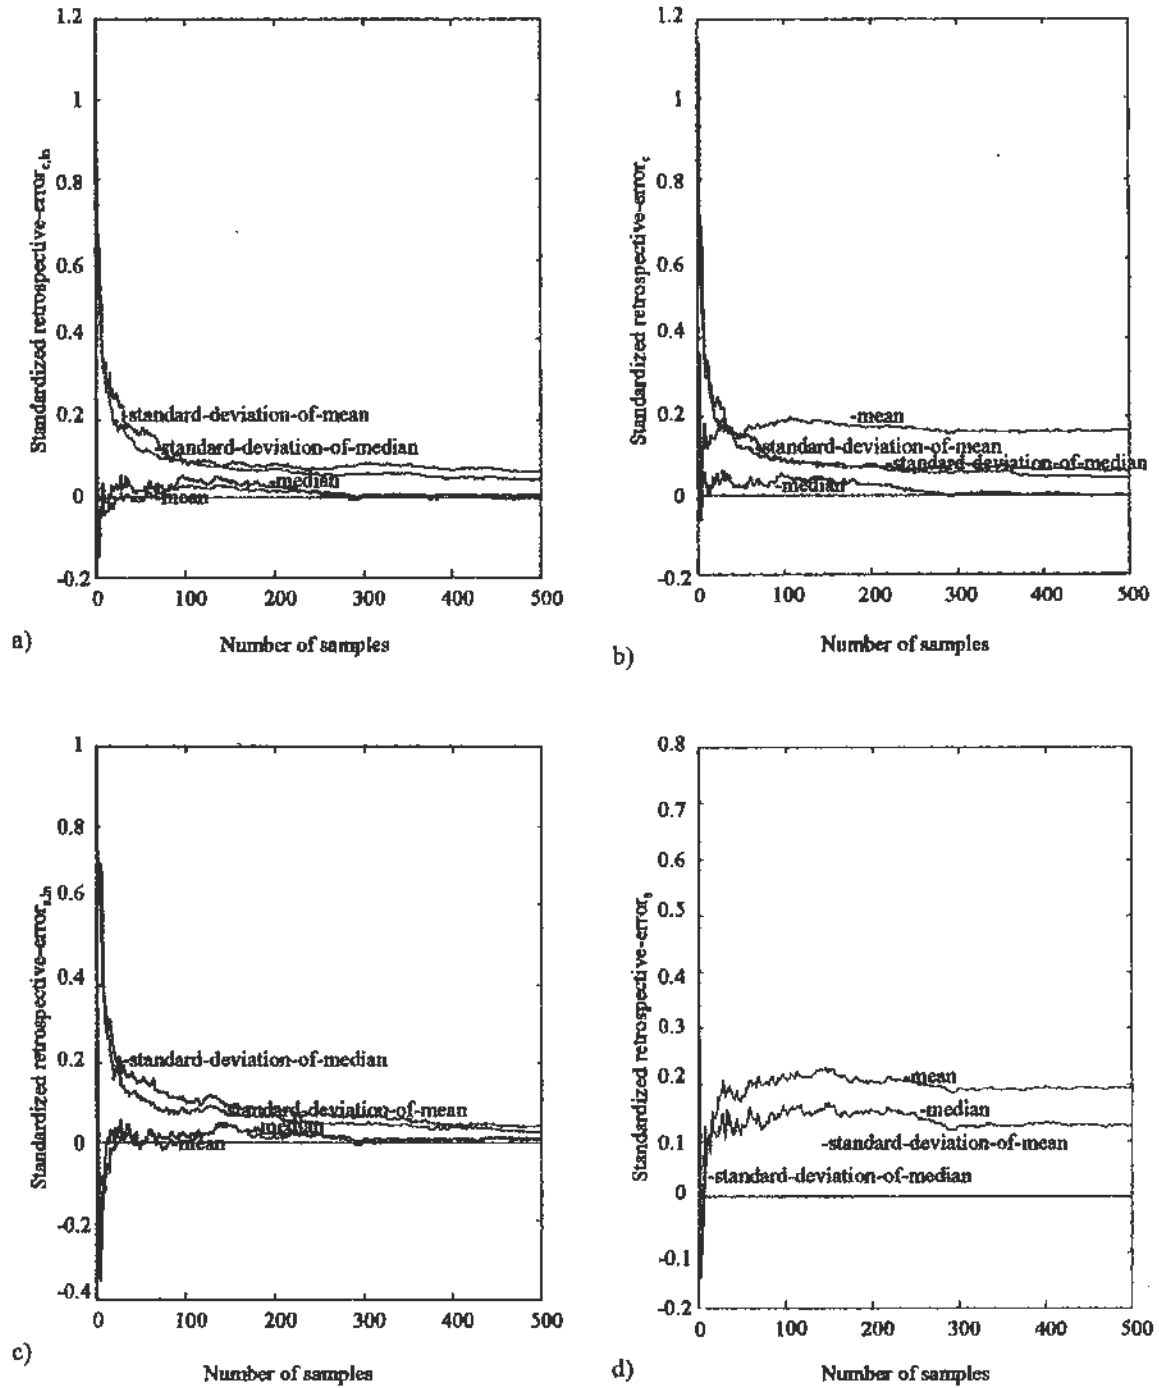 1.2
1
0.8
0.6
0.4
0.2
0
-0.2
Standardized retrospective-error c,ln
-standard-deviation-of-mean
-standard-deviation-of-median
-median
-mean
0 100 200 300 400 500
Number of samples
a)
1.2
1
0.8
0.6
0.4
0.2
0
-0.2
Standardized retrospective-error c
-mean
-standard-deviation-of-mean
-standard-deviation-of-median
-median
0 100 200 300 400 500
Number of samples
b)
1
0.8
0.6
0.4
0.2
0
-0.2
-0.4
Standardized retrospective-error s,ln
-standard-deviation-of-median
-standard-deviation-of-mean
-median
-mean
0 100 200 300 400 500
Number of samples
c)
0.8
0.7
0.6
0.5
0.4
0.3
0.2
0.1
0
-0.1
-0.2
Standardized retrospective-error s
-mean
-median
-standard-deviation-of-mean
-standard-deviation-of-median
0 100 200 300 400 500
Number of samples
d)